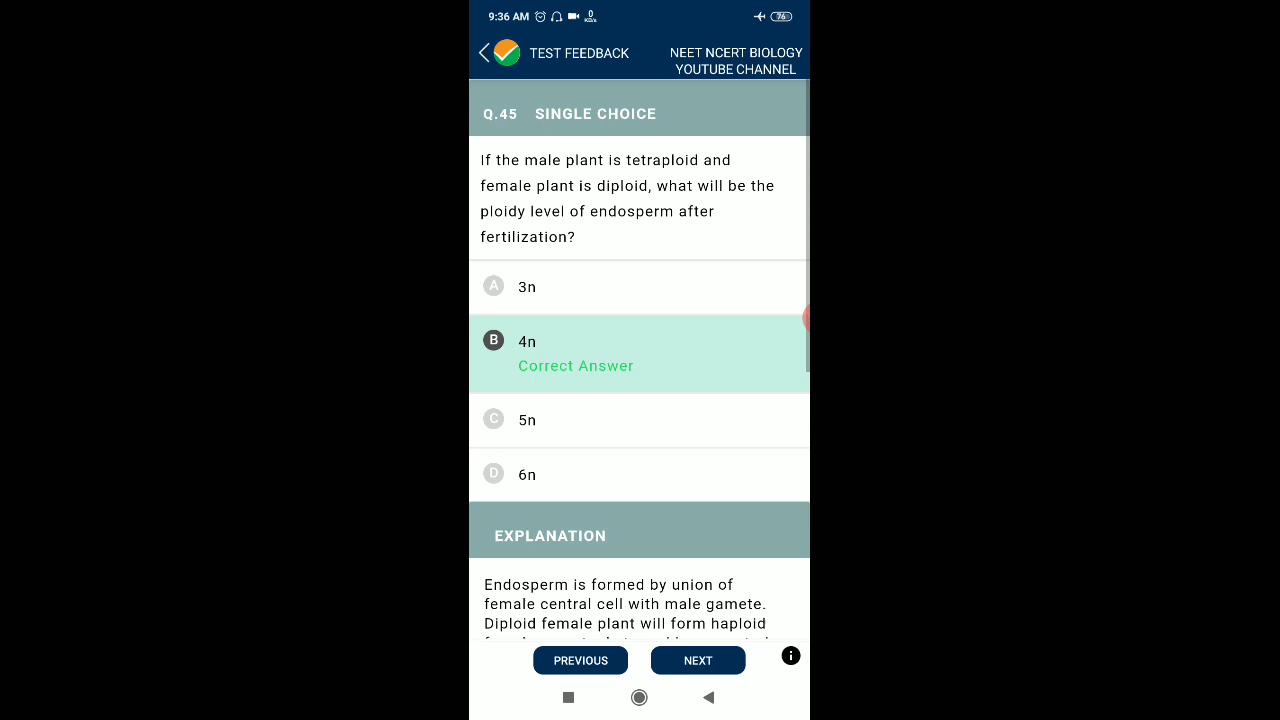 9:36 AM 0 KB/s 76
TEST FEEDBACK
NEET NCERT BIOLOGY
YOUTUBE CHANNEL
Q.45 SINGLE CHOICE
If the male plant is tetraploid and
female plant is diploid, what will be the
ploidy level of endosperm after
fertilization?
A 3n
B 4n
Correct Answer
C 5n
D 6n
EXPLANATION
Endosperm is formed by union of
female central cell with male gamete.
Diploid female plant will form haploid
PREVIOUS NEXT